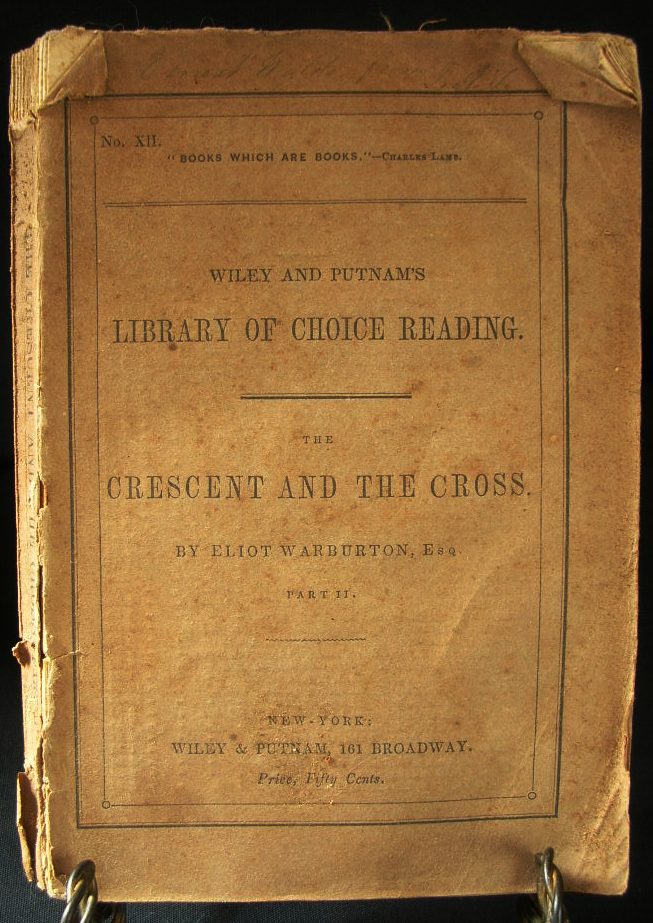 No. XII.
"BOOKS WHICH ARE BOOKS."—CHARLES LAMB.
WILEY AND PUTNAM'S
LIBRARY OF CHOICE READING.
THE
CRESCENT AND THE CROSS.
BY ELIOT WARBURTON, Esq.
PART II.
NEW-YORK:
WILEY & PUTNAM, 161 BROADWAY.
Price, Fifty Cents.